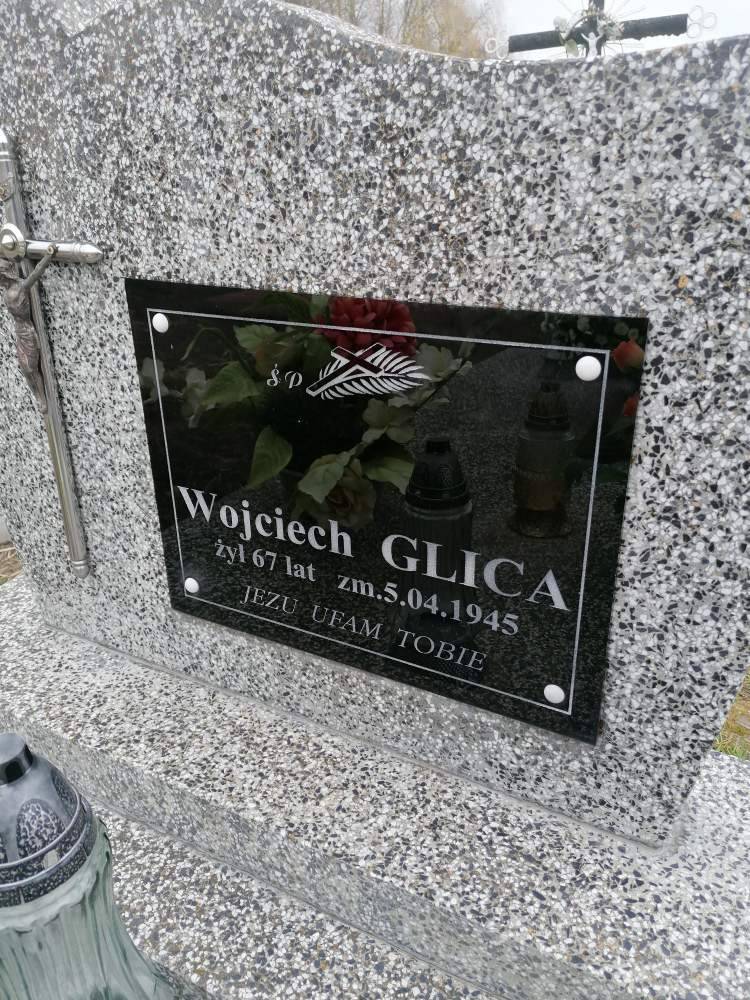 Ś P
Wojciech GLICA
żył 67 lat zm.5.04.1945
JEZU UFAM TOBIE